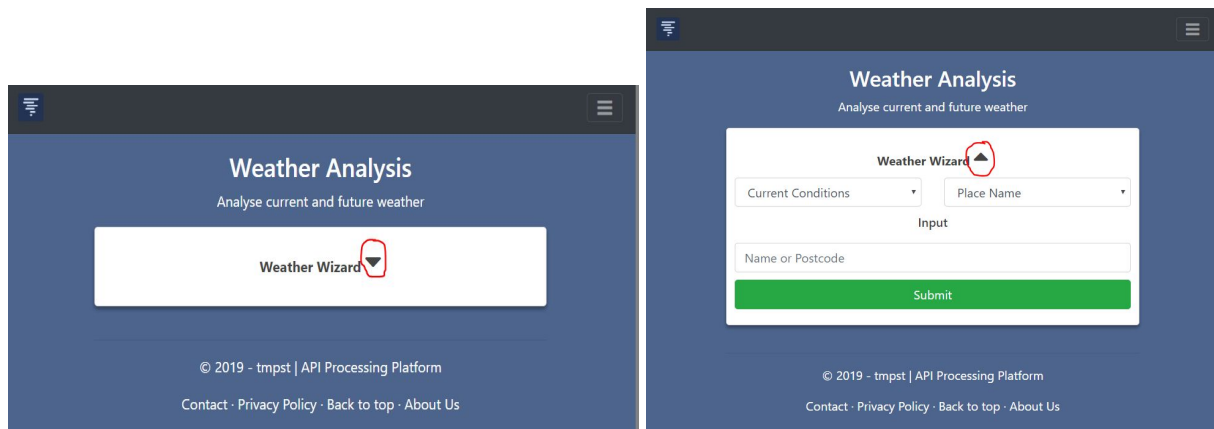 Weather Analysis
Analyse current and future weather
Weather Wizard
© 2019 - tmpst | API Processing Platform
Contact · Privacy Policy · Back to top · About Us
Weather Analysis
Analyse current and future weather
Weather Wizard
Current Conditions Place Name
Input
Name or Postcode
Submit
© 2019 - tmpst | API Processing Platform
Contact · Privacy Policy · Back to top · About Us